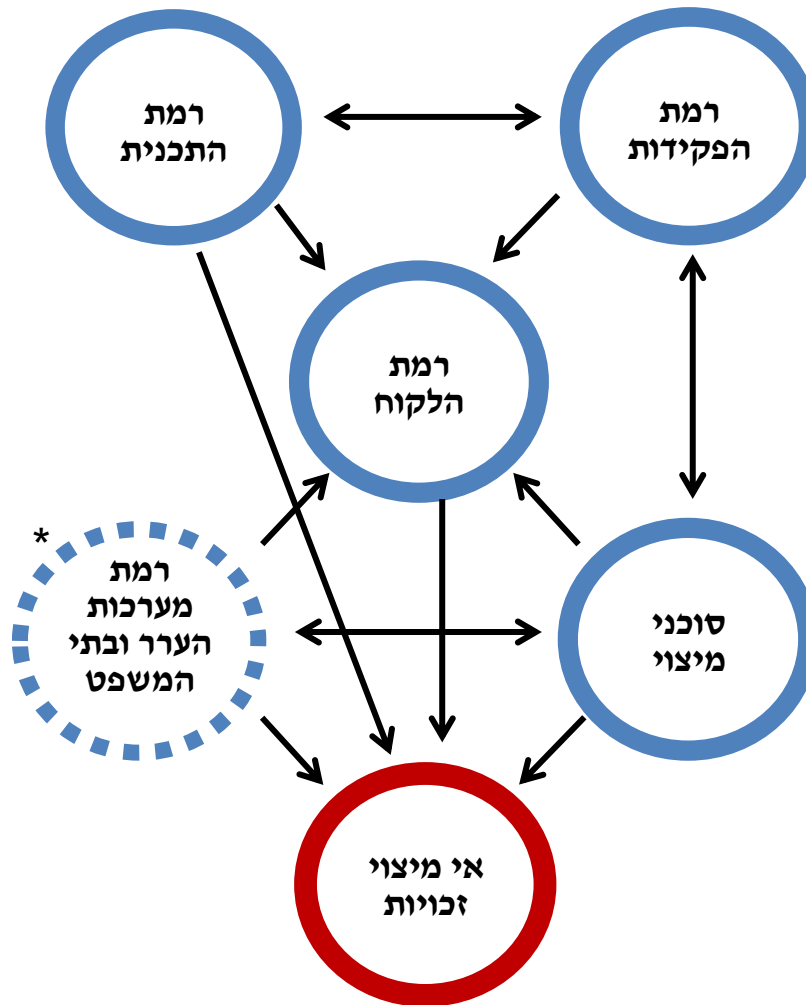 רמת
הפקידות
רמת
התכנית
רמת
הלקוח
סוכני
מיצוי
*
רמת
מערכות
הערר ובתי
המשפט
אי מיצוי
זכויות